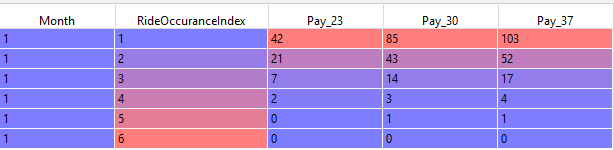 Month RideOccuranceIndex Pay_23 Pay_30 Pay_37
1 1 42 85 103
1 2 21 43 52
1 3 7 14 17
1 4 2 3 4
1 5 0 1 1
1 6 0 0 0